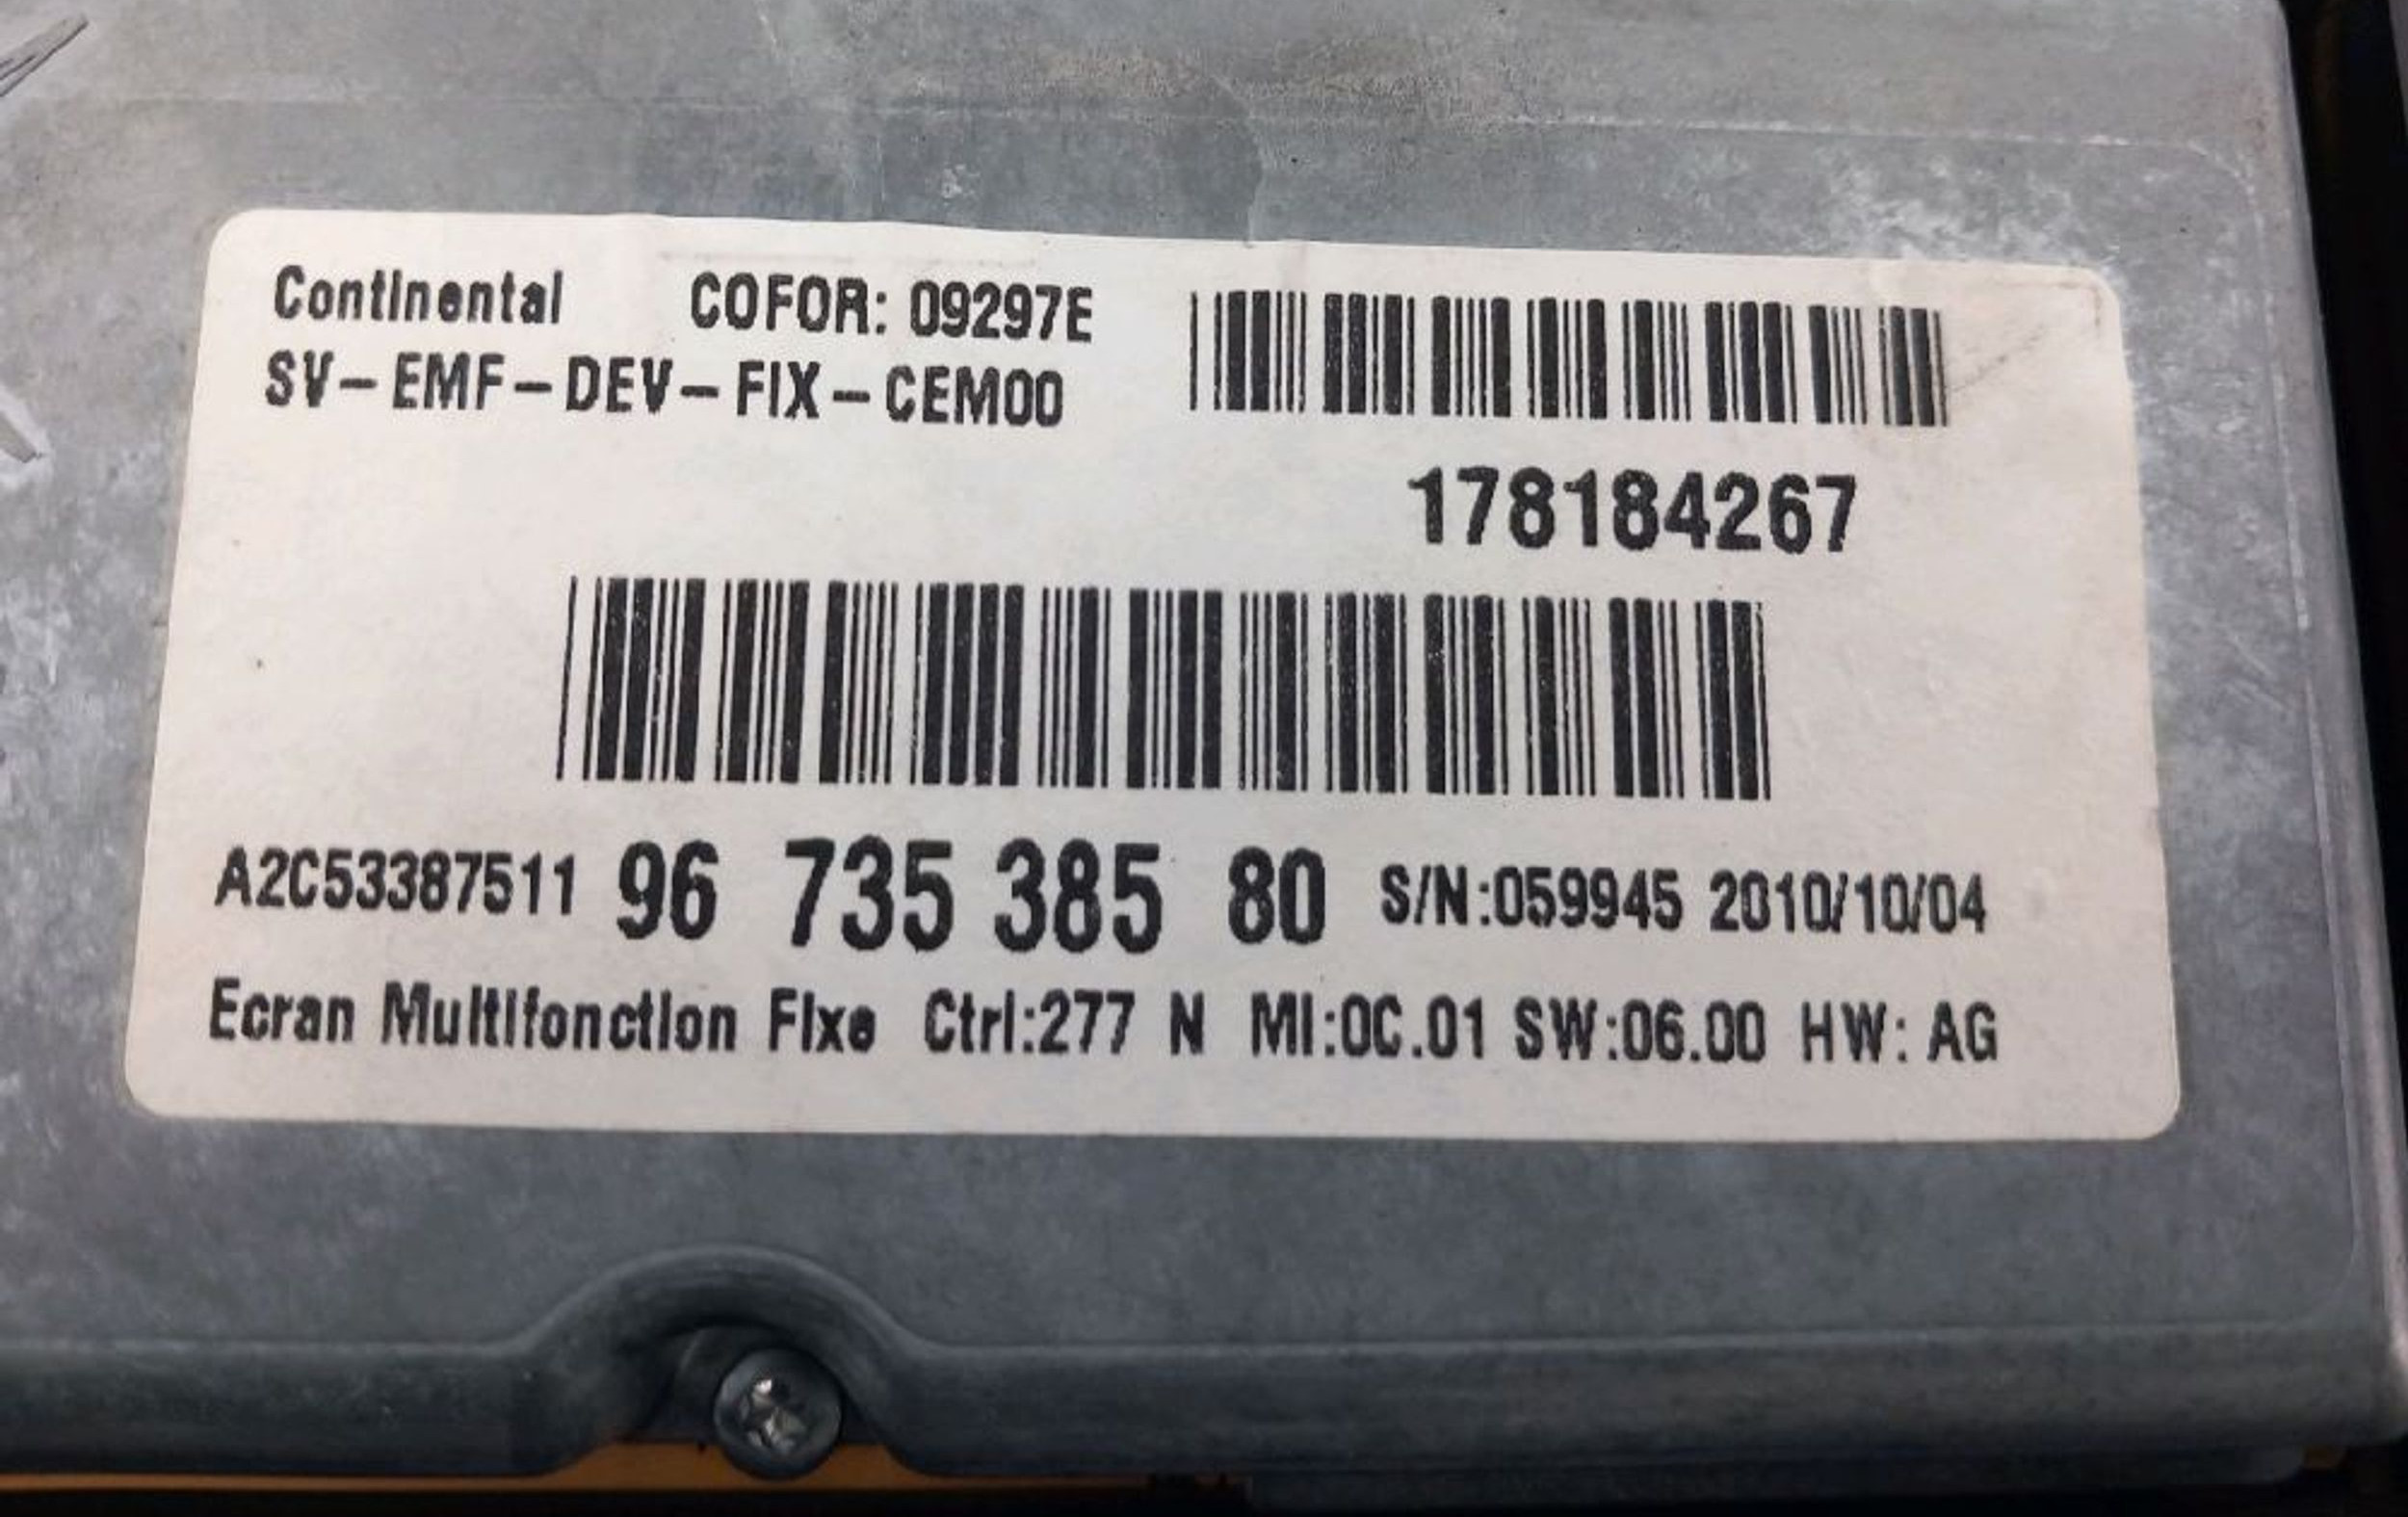 Continental COFOR: 09297E
SV-EMF-DEV-FIX-CEM00
178184267
A2C53387511 96 735 385 80 S/N:059945 2010/10/04
Ecran Multifonction Fixe Ctrl:277 N MI:0C.01 SW:06.00 HW: AG